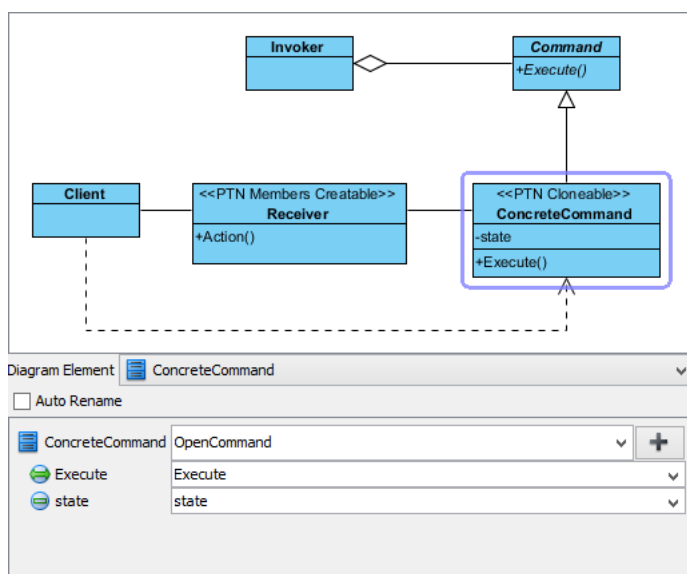 Invoker
Command
+Execute()
Client
<<PTN Members Creatable>>
Receiver
+Action()
<<PTN Cloneable>>
ConcreteCommand
-state
+Execute()
Diagram Element ConcreteCommand
Auto Rename
ConcreteCommand OpenCommand
Execute Execute
state state